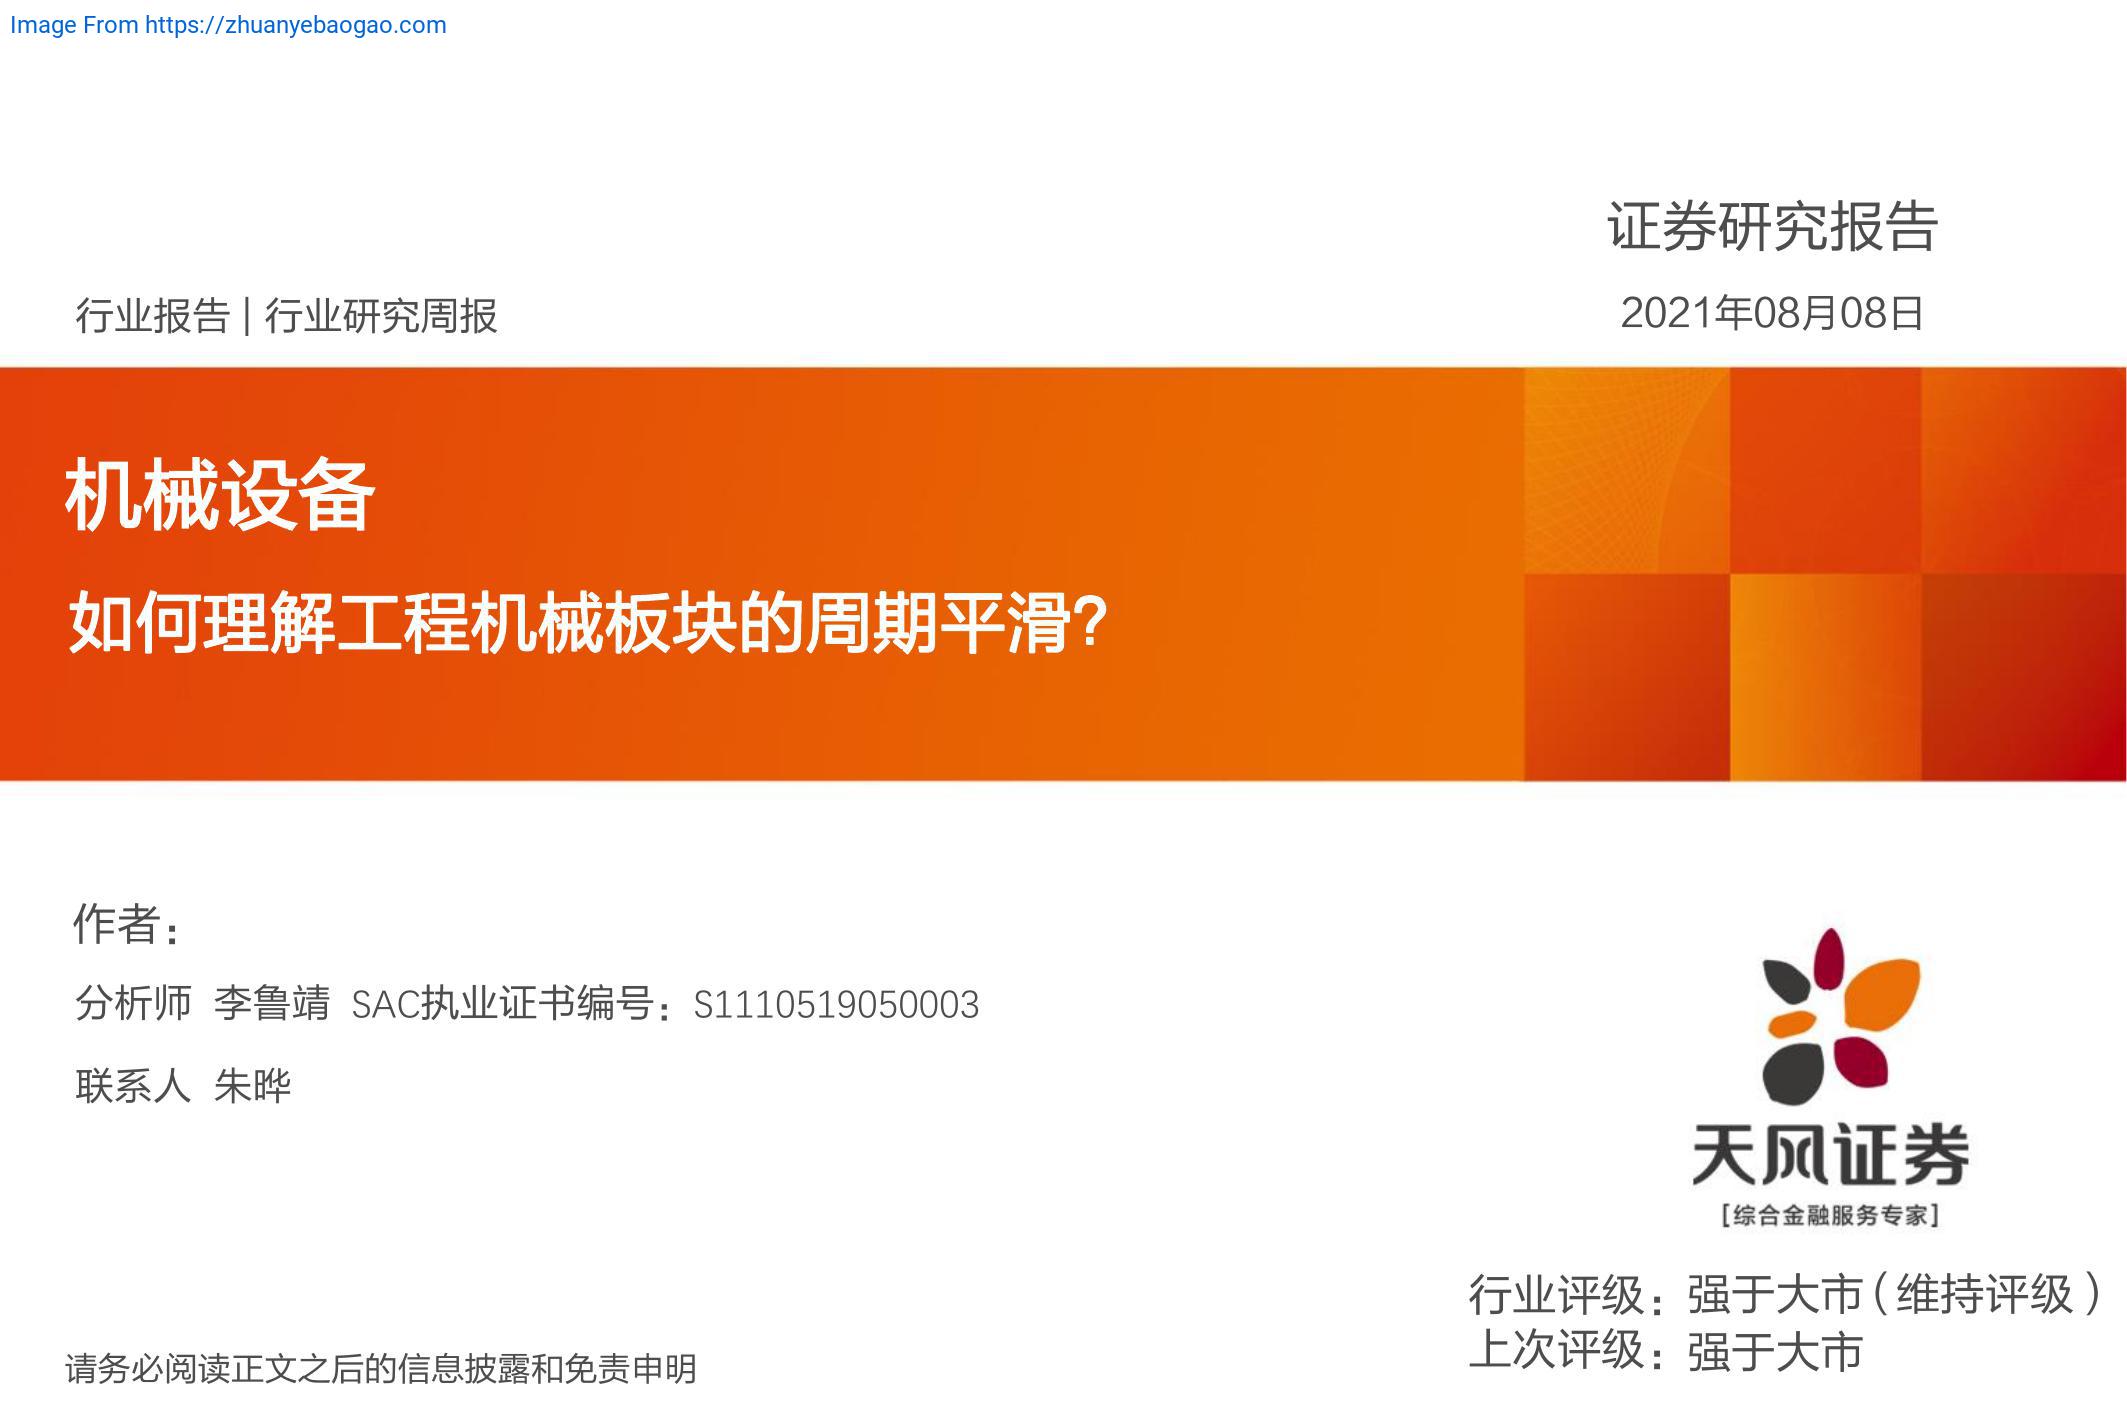 Image From https://zhuanyebaogao.com
证券研究报告
行业报告 | 行业研究周报
2021年08月08日
机械设备
如何理解工程机械板块的周期平滑？
作者：
分析师 李鲁靖 SAC执业证书编号：S1110519050003
联系人 朱晔
天风证券
[综合金融服务专家]
行业评级：强于大市（维持评级）
上次评级：强于大市
请务必阅读正文之后的信息披露和免责申明